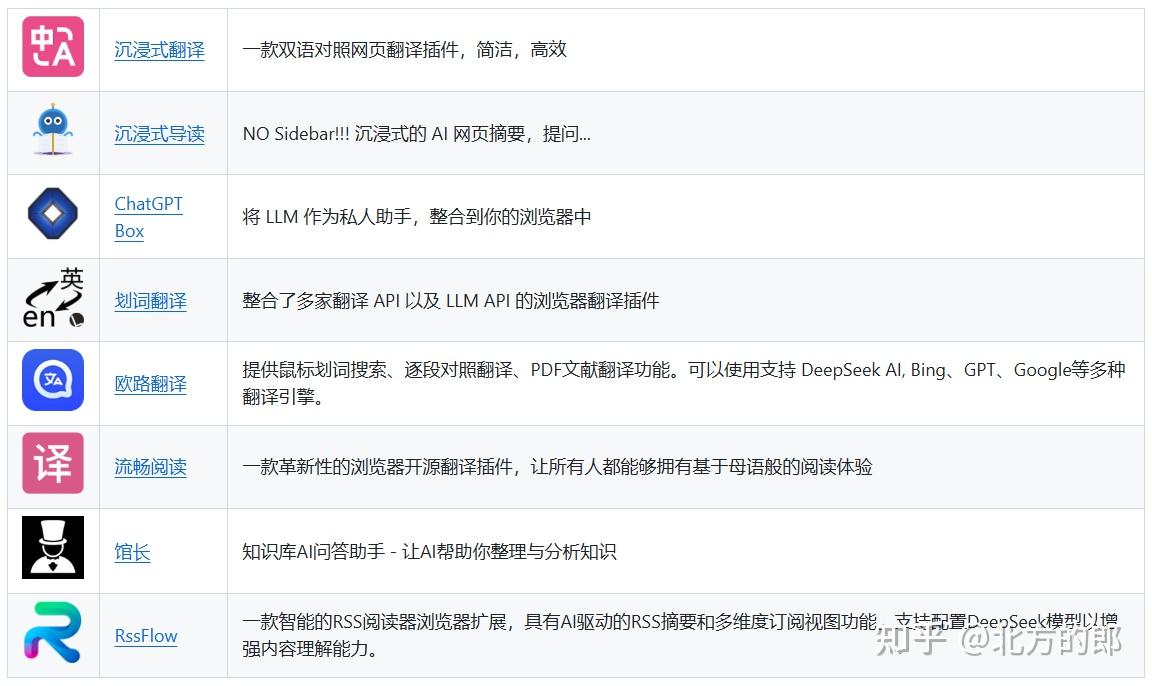 中 A
沉浸式翻译
一款双语对照网页翻译插件，简洁，高效
沉浸式导读
NO Sidebar!!! 沉浸式的 AI 网页摘要，提问...
ChatGPT
Box
将 LLM 作为私人助手，整合到你的浏览器中
英
en
划词翻译
整合了多家翻译 API 以及 LLM API 的浏览器翻译插件
文A
欧路翻译
提供鼠标划词搜索、逐段对照翻译、PDF文献翻译功能。可以使用支持 DeepSeek AI, Bing、GPT、Google等多种
翻译引擎。
译
流畅阅读
一款革新性的浏览器开源翻译插件，让所有人都能够拥有基于母语般的阅读体验
馆长
知识库AI问答助手 - 让AI帮助你整理与分析知识
RssFlow
一款智能的RSS阅读器浏览器扩展，具有AI驱动的RSS摘要和多维度订阅视图功能，支持配置DeepSeek模型以增
强内容理解能力。
知乎 @北方的郎